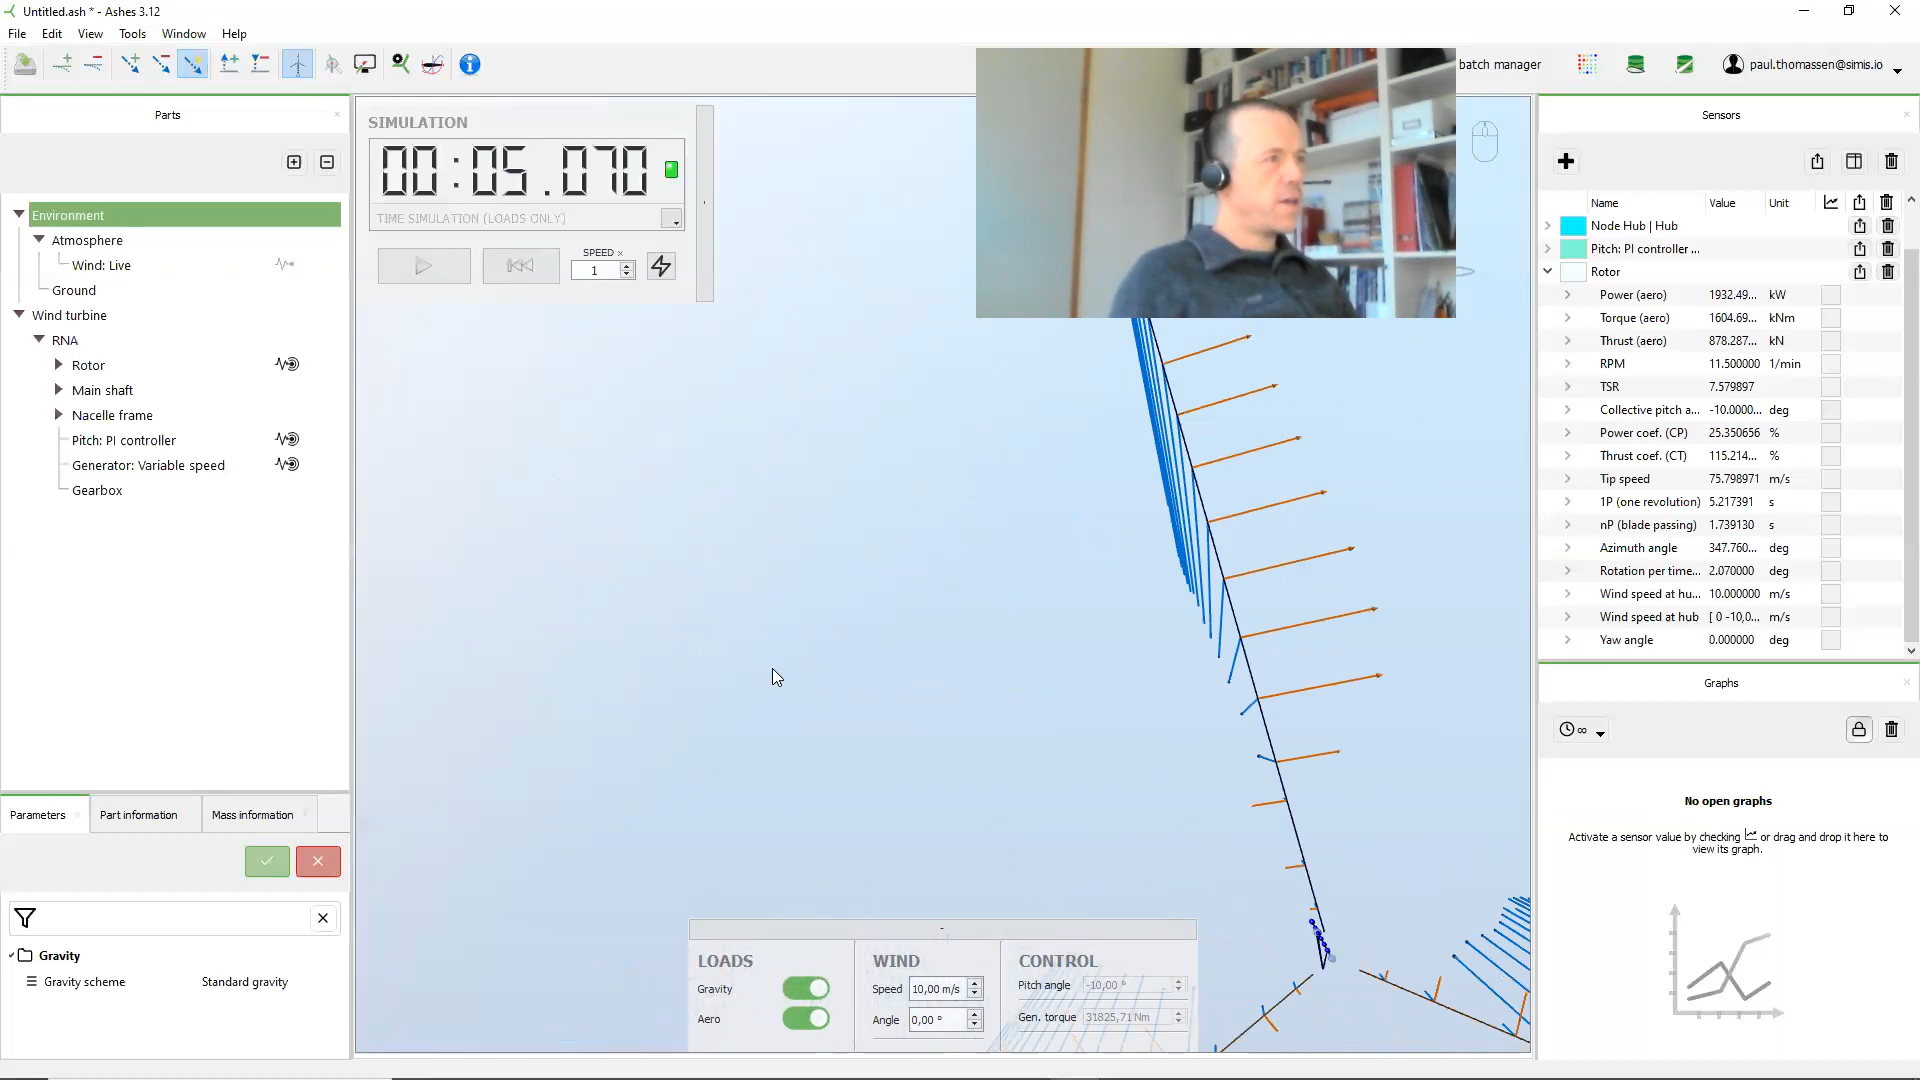 Untitled.ash * - Ashes 3.12
File Edit View Tools Window Help
batch manager
paul.thomassen@simis.io
Parts
Environment
Atmosphere
Wind: Live
Ground
Wind turbine
RNA
Rotor
Main shaft
Nacelle frame
Pitch: PI controller
Generator: Variable speed
Gearbox
Parameters
Part information
Mass information
Gravity
Gravity scheme Standard gravity
SIMULATION
00:05.070
TIME SIMULATION (LOADS ONLY)
SPEED ×
1
LOADS
Gravity
Aero
WIND
Speed 10,00 m/s
Angle 0,00 °
CONTROL
Pitch angle -10,00 °
Gen. torque 31825,71 Nm
Sensors
Name Value Unit
Node Hub | Hub
Pitch: PI controller ...
Rotor
Power (aero) 1932.49... kW
Torque (aero) 1604.69... kNm
Thrust (aero) 878.287... kN
RPM 11.500000 1/min
TSR 7.579897
Collective pitch a... -10.0000... deg
Power coef. (CP) 25.350656 %
Thrust coef. (CT) 115.214... %
Tip speed 75.798971 m/s
1P (one revolution) 5.217391 s
nP (blade passing) 1.739130 s
Azimuth angle 347.760... deg
Rotation per time... 2.070000 deg
Wind speed at hu... 10.000000 m/s
Wind speed at hub [ 0 -10,0... m/s
Yaw angle 0.000000 deg
Graphs
∞
No open graphs
Activate a sensor value by checking or drag and drop it here to
view its graph.